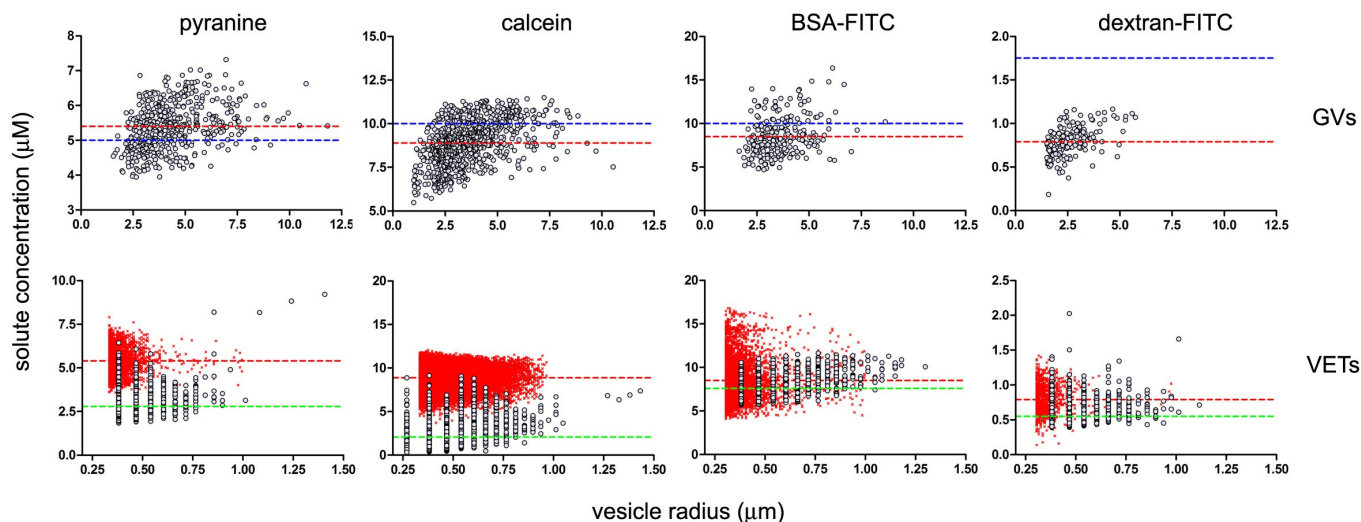 pyranine calcein BSA-FITC dextran-FITC
8 15.0 20 2.0
7
6 12.5 15 1.5
5 10.0 10 1.0
4 7.5 5 0.5
3 5.0 0 0.0
0.0 2.5 5.0 7.5 10.0 12.5 0.0 2.5 5.0 7.5 10.0 12.5 0.0 2.5 5.0 7.5 10.0 12.5 0.0 2.5 5.0 7.5 10.0 12.5
GVs
solute concentration (μM)
10.0 20 20 2.5
7.5 15 15 2.0
5.0 10 10 1.5
2.5 5 5 1.0
0.5
0.0 0 0 0.0
0.25 0.50 0.75 1.00 1.25 1.50 0.25 0.50 0.75 1.00 1.25 1.50 0.25 0.50 0.75 1.00 1.25 1.50 0.25 0.50 0.75 1.00 1.25 1.50
VETs
vesicle radius (μm)